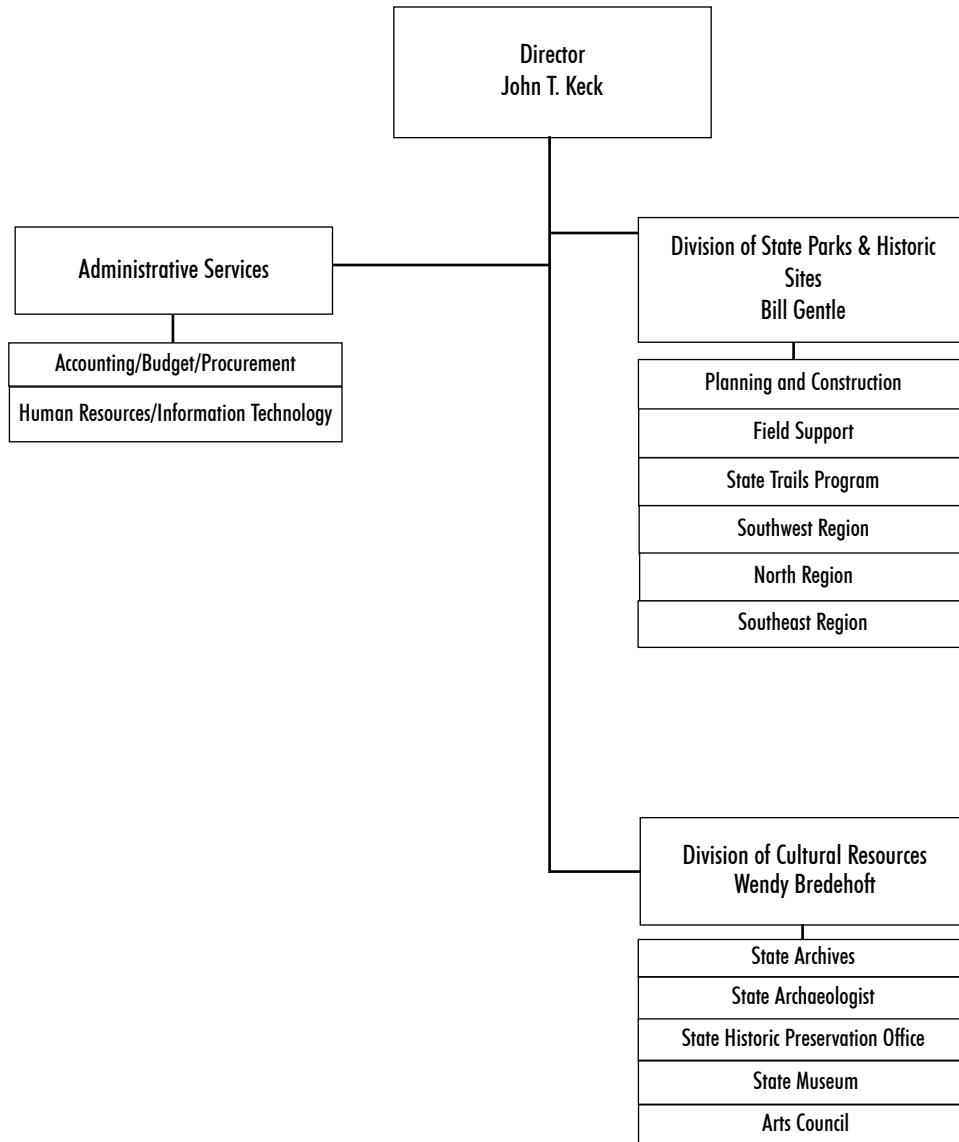 Director
John T. Keck
Administrative Services
Accounting/Budget/Procurement
Human Resources/Information Technology
Division of State Parks & Historic
Sites
Bill Gentle
Planning and Construction
Field Support
State Trails Program
Southwest Region
North Region
Southeast Region
Division of Cultural Resources
Wendy Bredehoft
State Archives
State Archaeologist
State Historic Preservation Office
State Museum
Arts Council